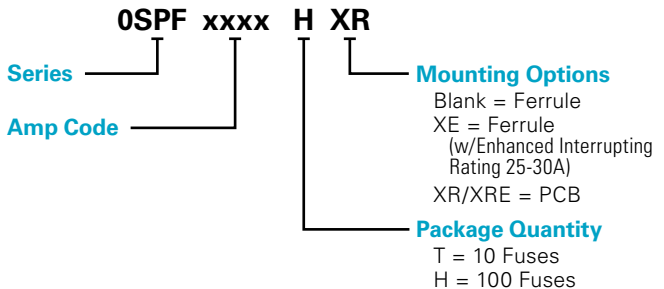 0SPF xxxx H XR
Series
Amp Code
Mounting Options
Blank = Ferrule
XE = Ferrule
(w/Enhanced Interrupting
Rating 25-30A)
XR/XRE = PCB
Package Quantity
T = 10 Fuses
H = 100 Fuses